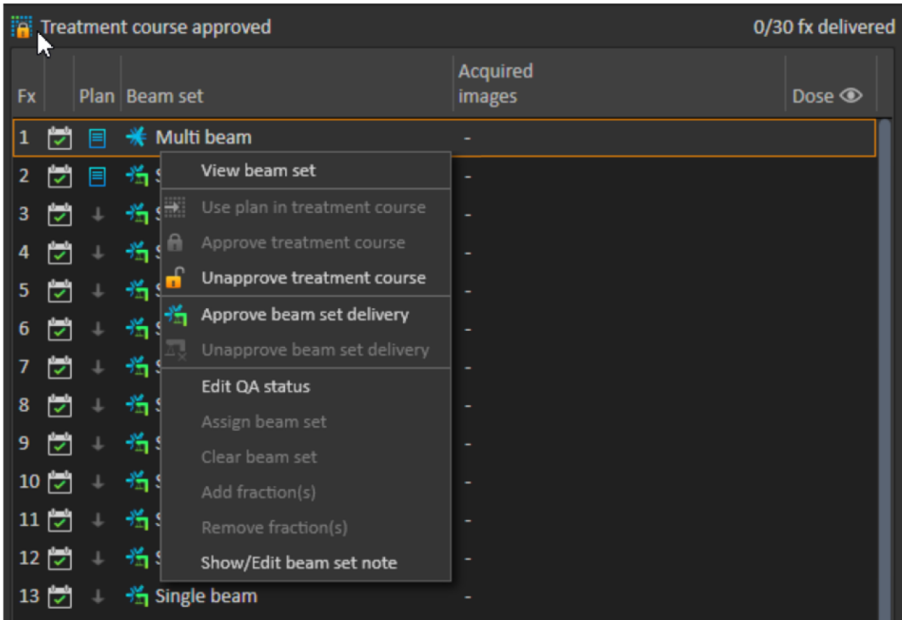 Treatment course approved 0/30 fx delivered
Acquired
Fx Plan Beam set images Dose
1 Multi beam -
View beam set
2 S -
Use plan in treatment course
3 S -
Approve treatment course
4 S -
Unapprove treatment course
5 S -
Approve beam set delivery
6 S -
Unapprove beam set delivery
7 S -
Edit QA status
8 S -
Assign beam set
9 S -
Clear beam set
10 S -
Add fraction(s)
11 S -
Remove fraction(s)
12 S -
Show/Edit beam set note
13 Single beam -